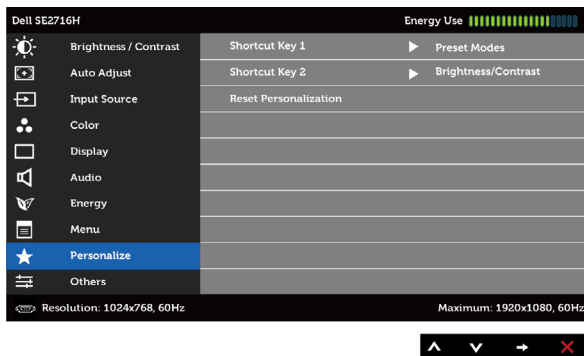 Dell SE2716H Energy Use
Brightness / Contrast Shortcut Key 1 Preset Modes
Auto Adjust Shortcut Key 2 Brightness/Contrast
Input Source Reset Personalization
Color
Display
Audio
Energy
Menu
Personalize
Others
Resolution: 1024x768, 60Hz Maximum: 1920x1080, 60Hz